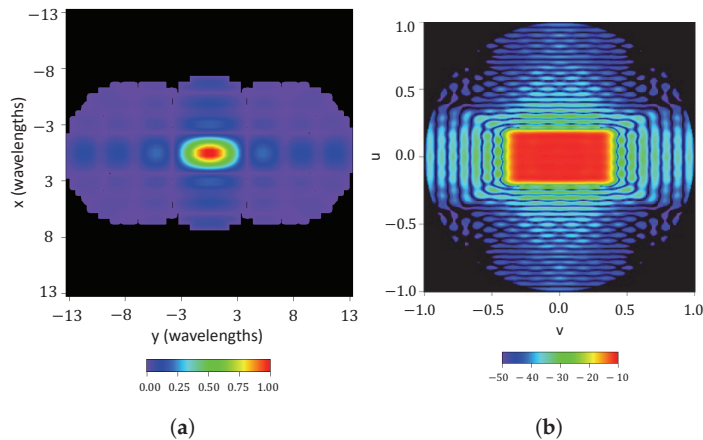 −13
−8
−3
3
8
13
x (wavelengths)
−13 −8 −3 3 8 13
y (wavelengths)
0.00 0.25 0.50 0.75 1.00
(a)
1.0
0.5
0.0
−0.5
−1.0
u
−1.0 −0.5 0.0 0.5 1.0
v
−50 −40 −30 −20 −10
(b)